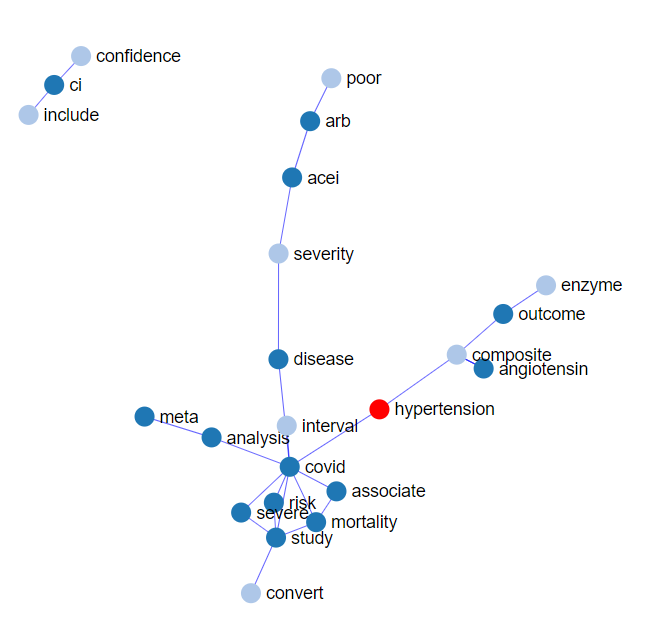 confidence
poor
ci
include
arb
acei
severity
enzyme
outcome
composite
disease
angiotensin
hypertension
meta
interval
analysis
covid
associate
risk
severe
mortality
study
convert